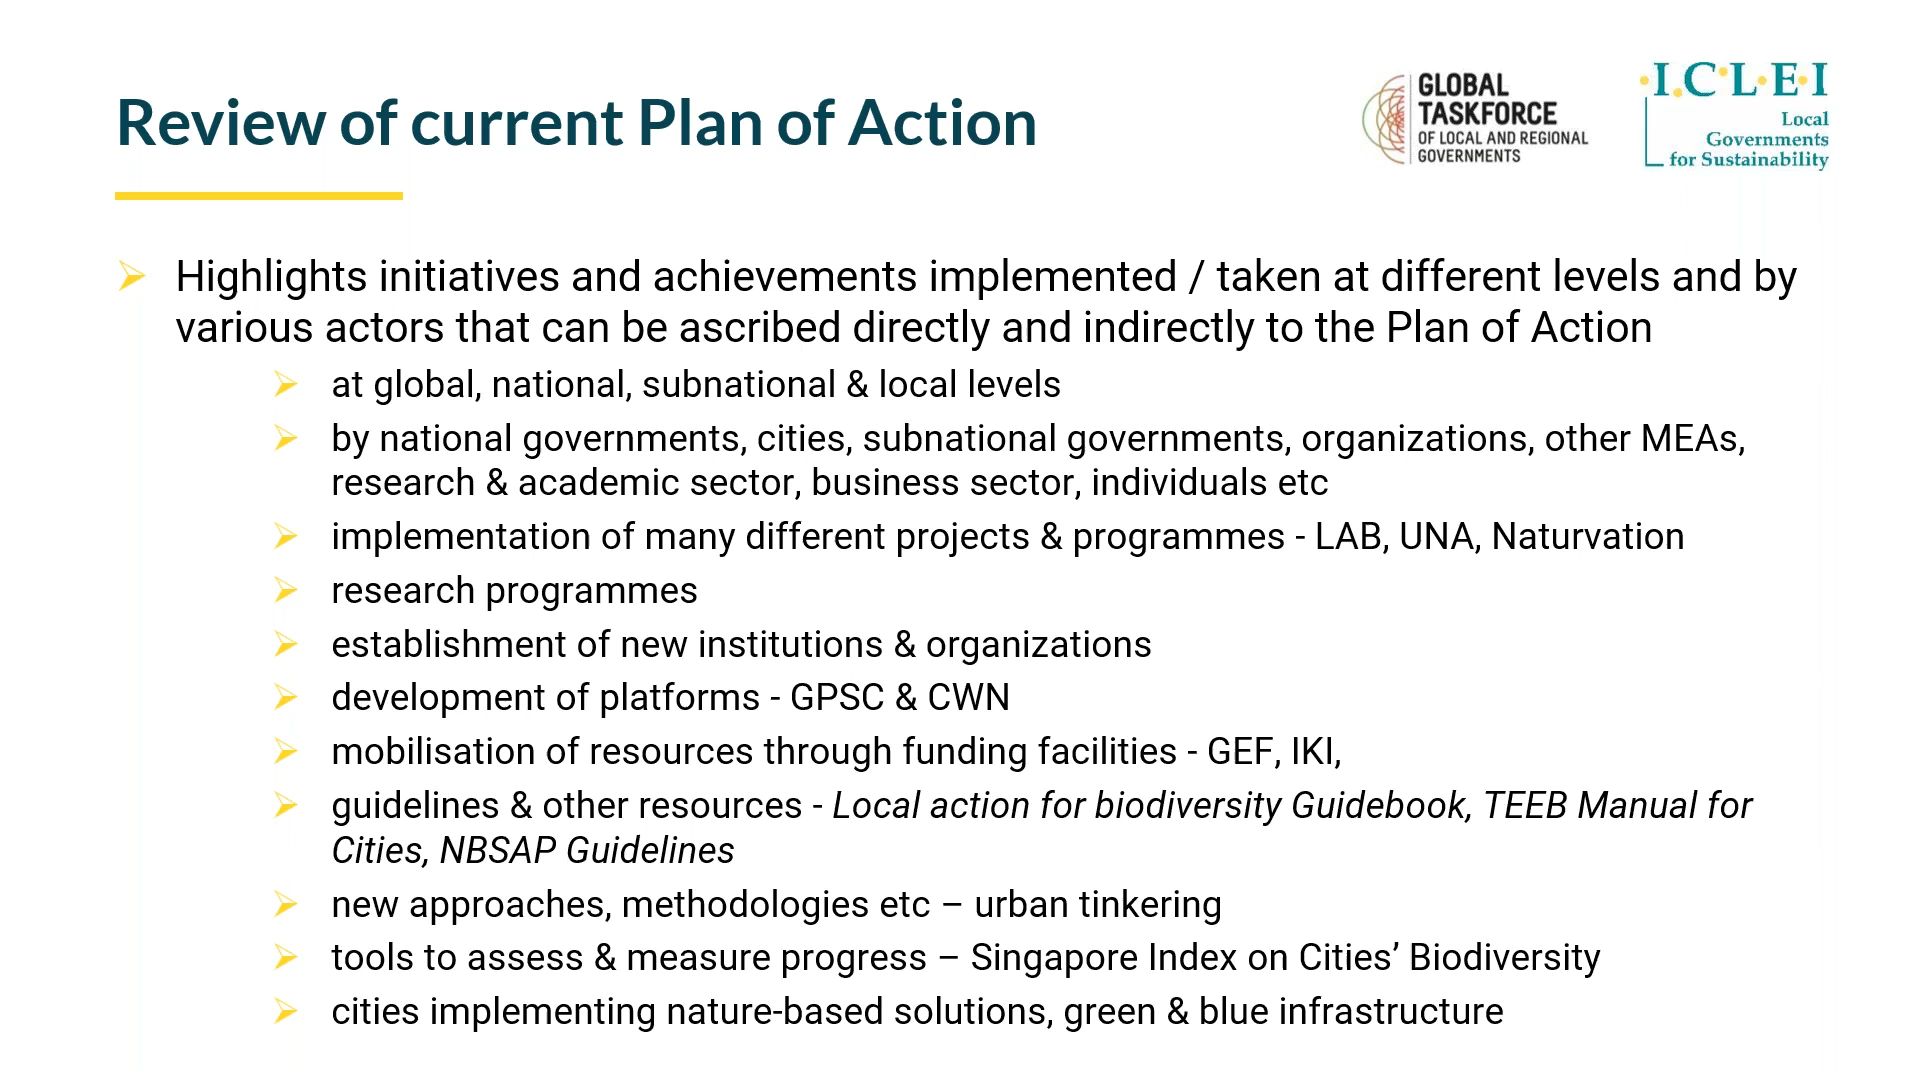 Review of current Plan of Action
GLOBAL
TASKFORCE
OF LOCAL AND REGIONAL
GOVERNMENTS
I.C.L.E.I
Local
Governments
for Sustainability
Highlights initiatives and achievements implemented / taken at different levels and by
various actors that can be ascribed directly and indirectly to the Plan of Action
at global, national, subnational & local levels
by national governments, cities, subnational governments, organizations, other MEAs,
research & academic sector, business sector, individuals etc
implementation of many different projects & programmes - LAB, UNA, Naturvation
research programmes
establishment of new institutions & organizations
development of platforms - GPSC & CWN
mobilisation of resources through funding facilities - GEF, IKI,
guidelines & other resources - Local action for biodiversity Guidebook, TEEB Manual for
Cities, NBSAP Guidelines
new approaches, methodologies etc – urban tinkering
tools to assess & measure progress – Singapore Index on Cities’ Biodiversity
cities implementing nature-based solutions, green & blue infrastructure